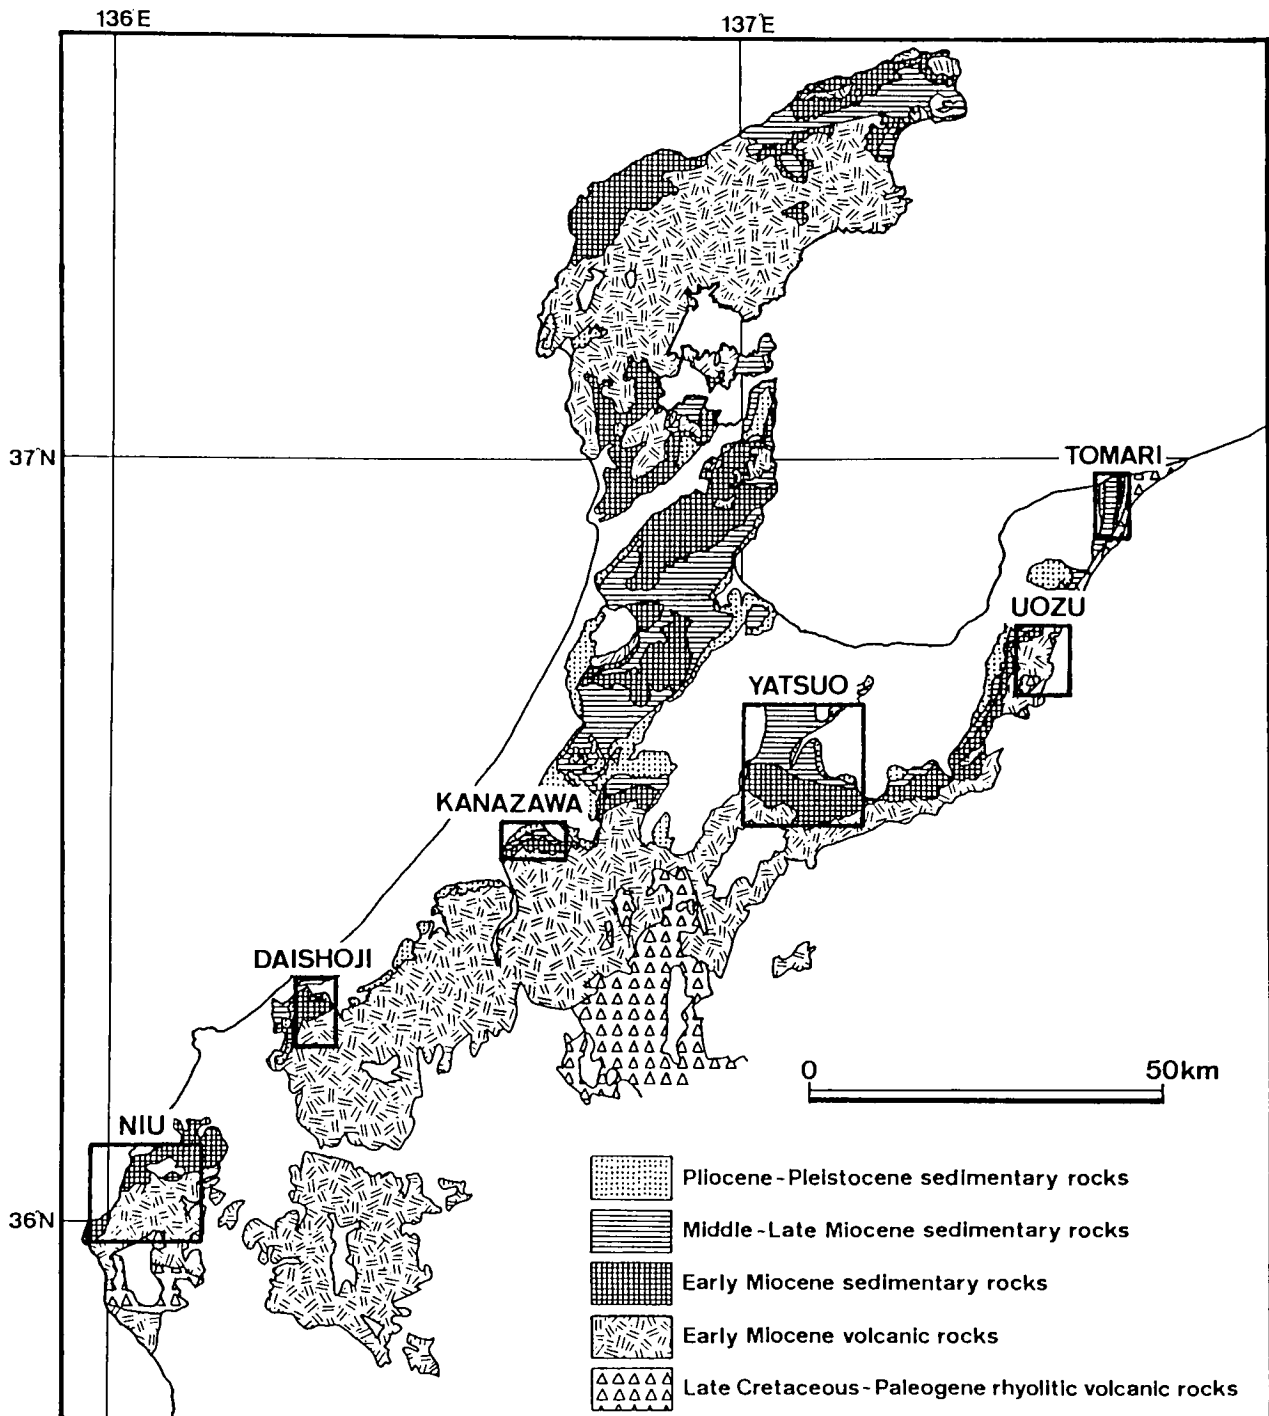 136°E
137°E
37°N
TOMARI
UOZU
YATSUO
KANAZAWA
DAISHOJI
0 50km
NIU
Pliocene-Pleistocene sedimentary rocks
Middle-Late Miocene sedimentary rocks
36°N
Early Miocene sedimentary rocks
Early Miocene volcanic rocks
Late Cretaceous-Paleogene rhyolitic volcanic rocks